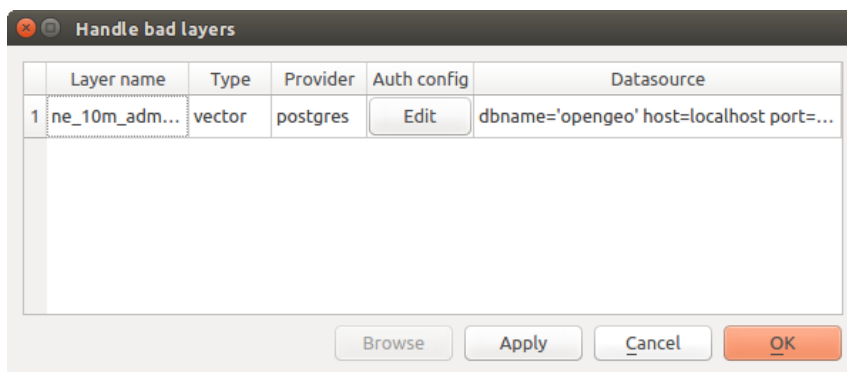 Handle bad layers
Layer name Type Provider Auth config Datasource
1 ne_10m_adm... vector postgres Edit dbname='opengeo' host=localhost port=...
Browse Apply Cancel OK